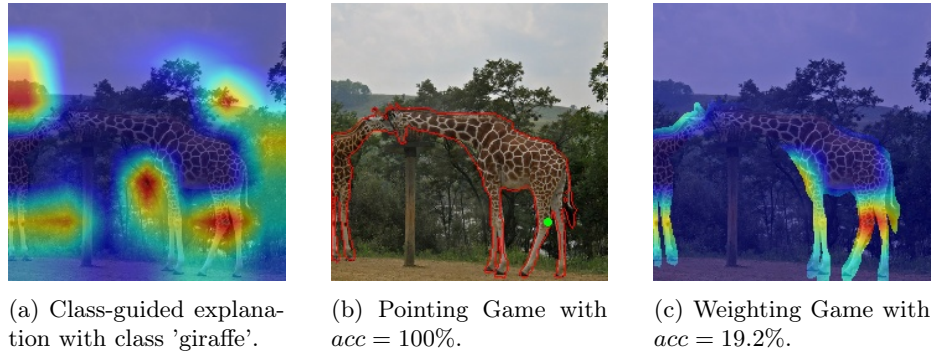 (a) Class-guided explana-
tion with class 'giraffe'.
(b) Pointing Game with
acc = 100%.
(c) Weighting Game with
acc = 19.2%.